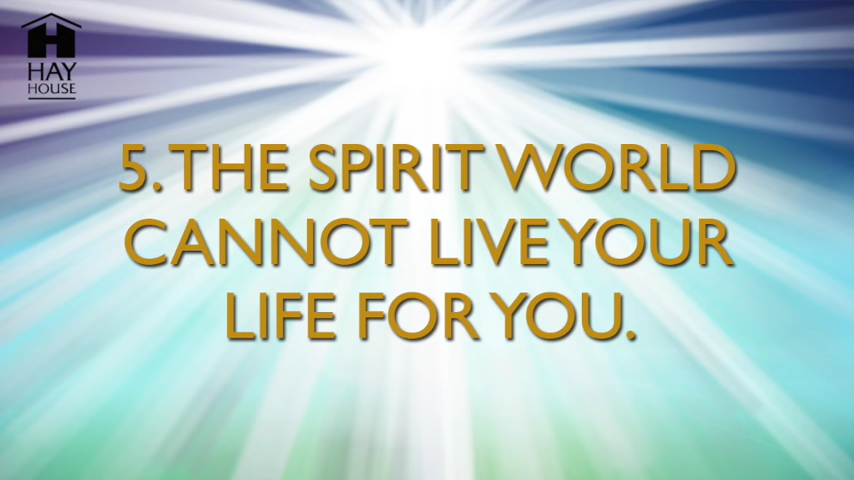 HAY
HOUSE
5. THE SPIRIT WORLD
CANNOT LIVE YOUR
LIFE FOR YOU.